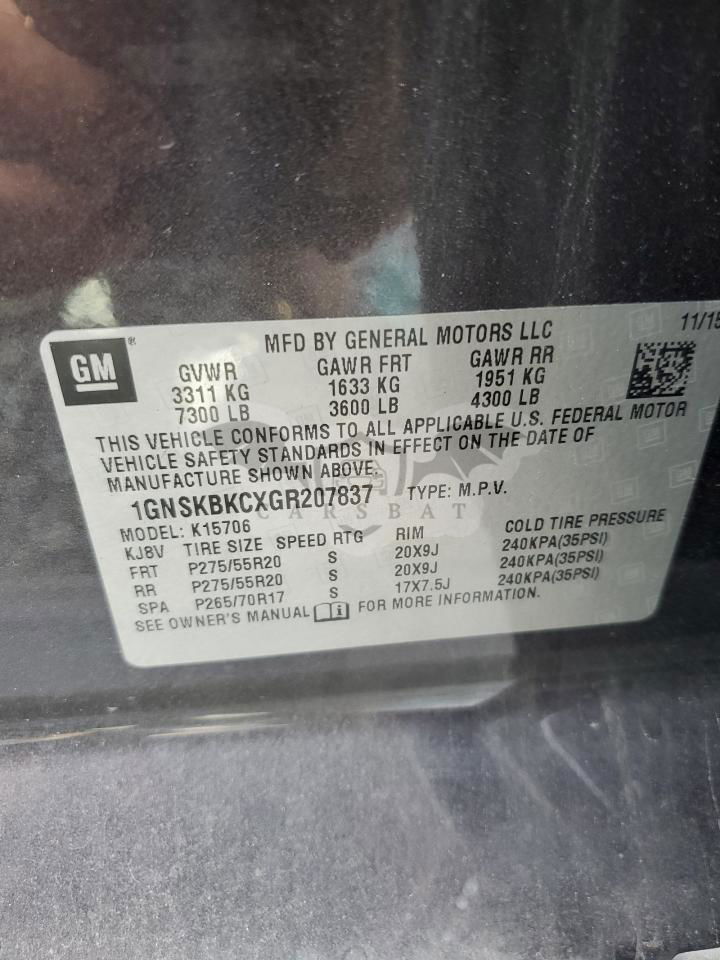 11/15
GM
MFD BY GENERAL MOTORS LLC
GVWR GAWR FRT GAWR RR
3311 KG 1633 KG 1951 KG
7300 LB 3600 LB 4300 LB
THIS VEHICLE CONFORMS TO ALL APPLICABLE U.S. FEDERAL MOTOR
VEHICLE SAFETY STANDARDS IN EFFECT ON THE DATE OF
MANUFACTURE SHOWN ABOVE.
1GNSKBKCXGR207837 TYPE: M.P.V.
CARSBAT
MODEL: K15706
KJ8V TIRE SIZE SPEED RTG RIM COLD TIRE PRESSURE
FRT P275/55R20 S 20X9J 240KPA(35PSI)
RR P275/55R20 S 20X9J 240KPA(35PSI)
SPA P265/70R17 S 17X7.5J 240KPA(35PSI)
SEE OWNER'S MANUAL FOR MORE INFORMATION.